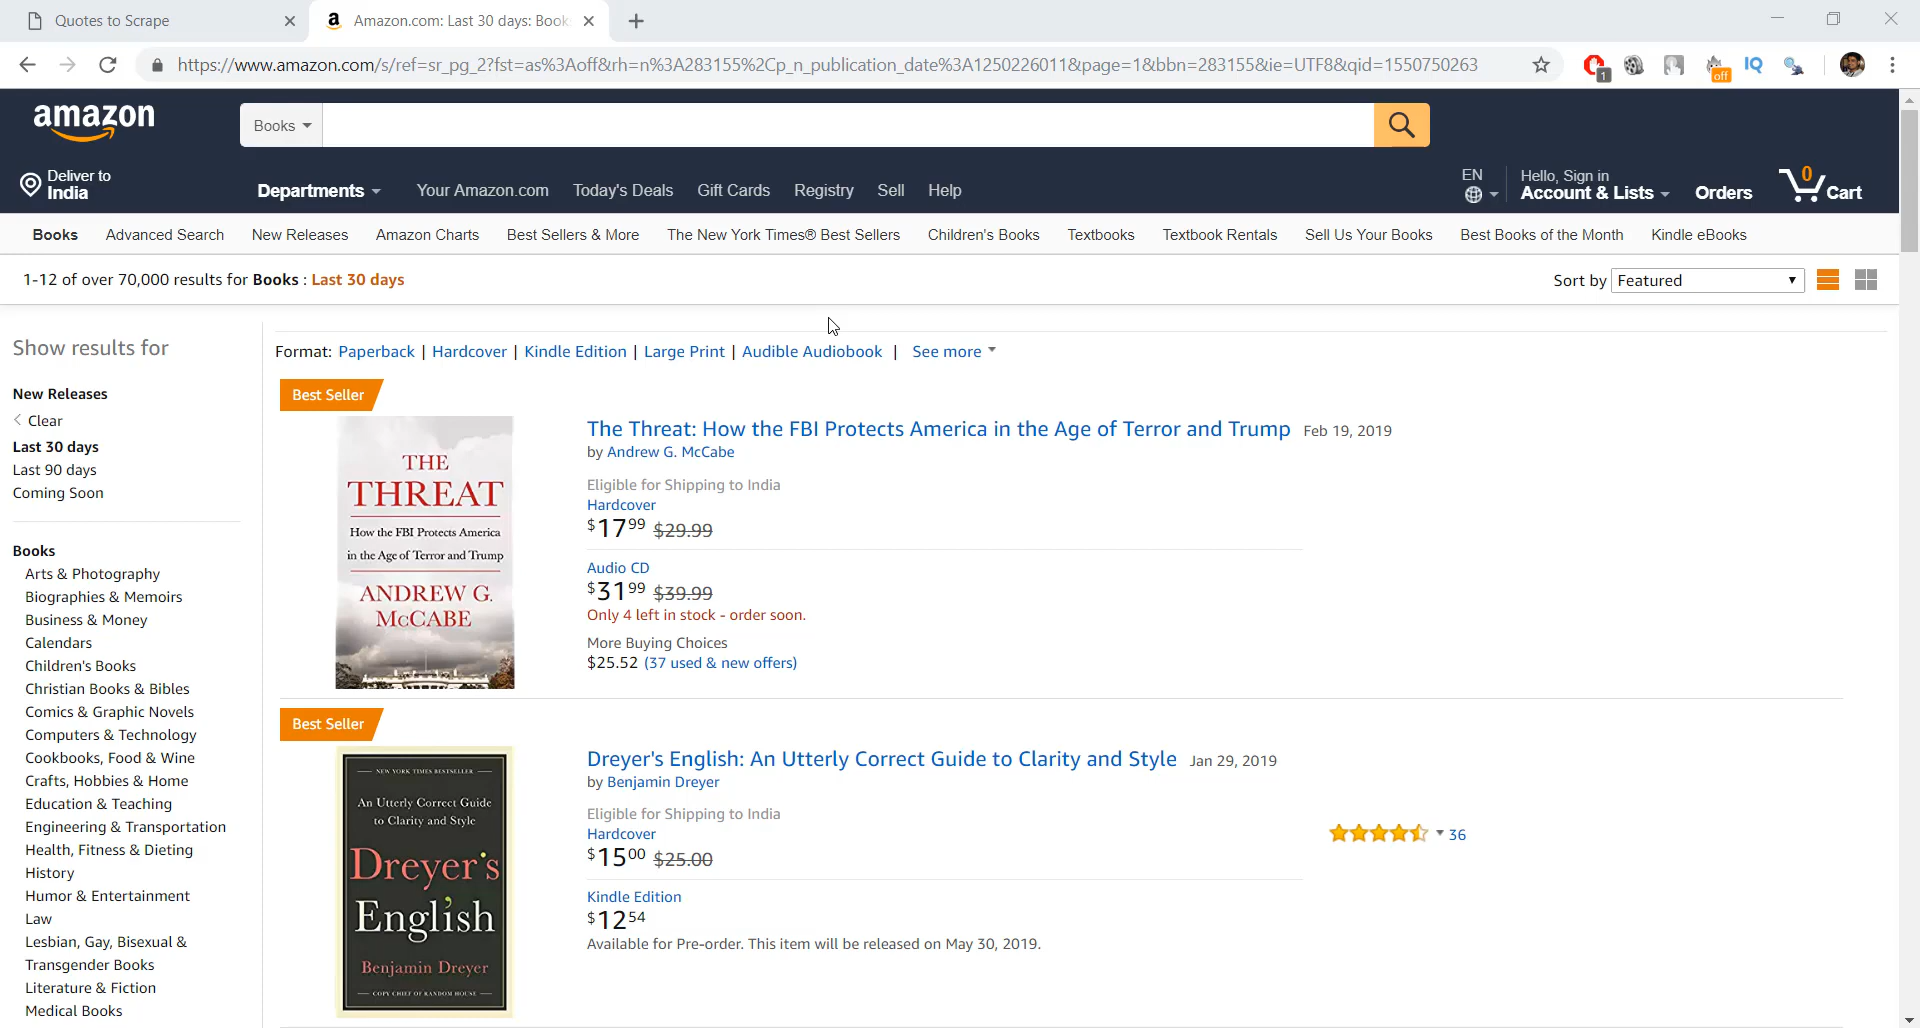 Quotes to Scrape
Amazon.com: Last 30 days: Book
https://www.amazon.com/s/ref=sr_pg_2?fst=as%3Aoff&rh=n%3A283155%2Cp_n_publication_date%3A1250226011&page=1&bbn=283155&ie=UTF8&qid=1550750263
1
off
IQ
amazon
Books
Deliver to
India
Departments
Your Amazon.com
Today's Deals
Gift Cards
Registry
Sell
Help
EN
Hello, Sign in
Account & Lists
Orders
0
Cart
Books
Advanced Search
New Releases
Amazon Charts
Best Sellers & More
The New York Times® Best Sellers
Children's Books
Textbooks
Textbook Rentals
Sell Us Your Books
Best Books of the Month
Kindle eBooks
1-12 of over 70,000 results for Books : Last 30 days
Sort by Featured
Show results for
New Releases
Clear
Last 30 days
Last 90 days
Coming Soon
Books
Arts & Photography
Biographies & Memoirs
Business & Money
Calendars
Children's Books
Christian Books & Bibles
Comics & Graphic Novels
Computers & Technology
Cookbooks, Food & Wine
Crafts, Hobbies & Home
Education & Teaching
Engineering & Transportation
Health, Fitness & Dieting
History
Humor & Entertainment
Law
Lesbian, Gay, Bisexual &
Transgender Books
Literature & Fiction
Medical Books
Format: Paperback | Hardcover | Kindle Edition | Large Print | Audible Audiobook | See more
Best Seller
THE
THREAT
How the FBI Protects America
in the Age of Terror and Trump
ANDREW G.
McCABE
The Threat: How the FBI Protects America in the Age of Terror and Trump Feb 19, 2019
by Andrew G. McCabe
Eligible for Shipping to India
Hardcover
$17 99 $29.99
Audio CD
$31 99 $39.99
Only 4 left in stock - order soon.
More Buying Choices
$25.52 (37 used & new offers)
Best Seller
NEW YORK TIMES BESTSELLER
An Utterly Correct Guide
to Clarity and Style
Dreyer's
English
Benjamin Dreyer
COPY CHIEF OF RANDOM HOUSE
Dreyer's English: An Utterly Correct Guide to Clarity and Style Jan 29, 2019
by Benjamin Dreyer
Eligible for Shipping to India
Hardcover
$15 00 $25.00
36
Kindle Edition
$12 54
Available for Pre-order. This item will be released on May 30, 2019.